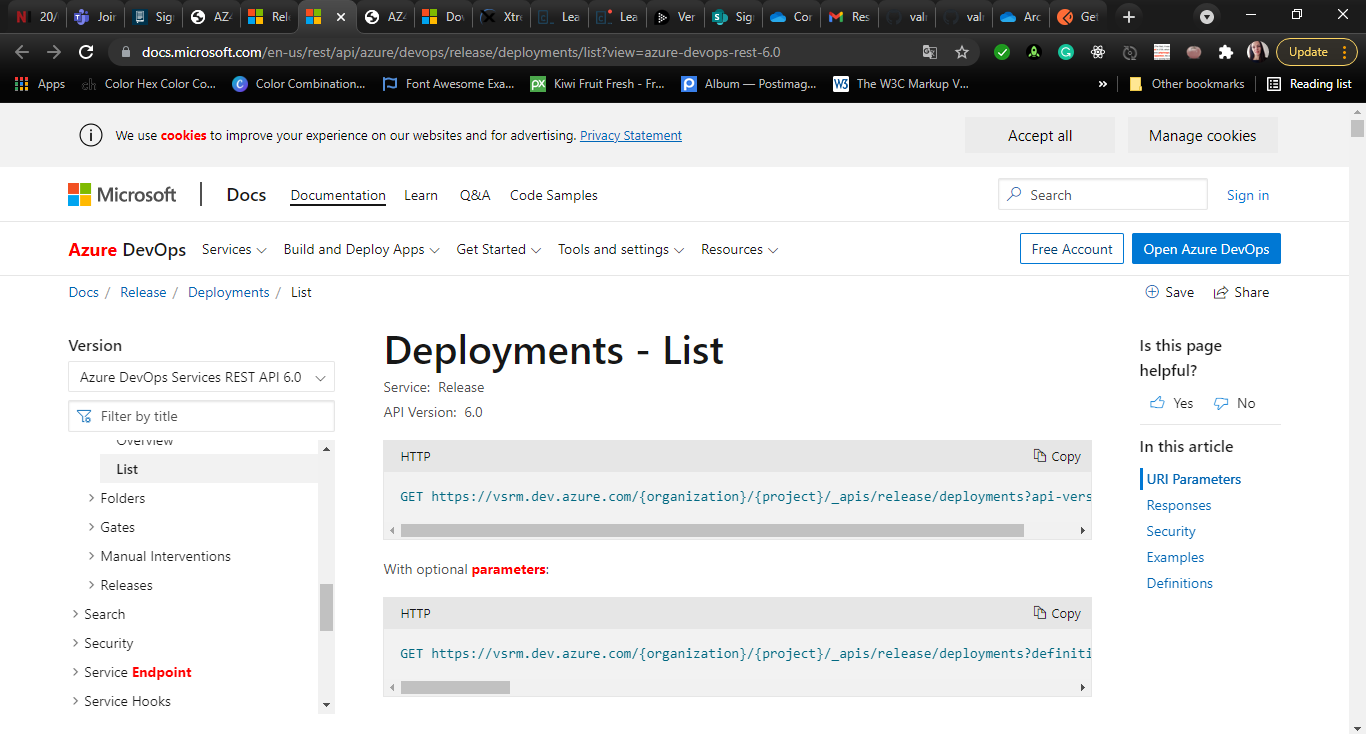 20/
Join
Sign
AZ-
Rel
AZ-
Do
Xtr
Lea
Lea
Ver
Sig
Cor
Res
vali
vali
Arc
Get
docs.microsoft.com/en-us/rest/api/azure/devops/release/deployments/list?view=azure-devops-rest-6.0
Update
Apps
Color Hex Color Co...
Color Combination...
Font Awesome Exa...
Kiwi Fruit Fresh - Fr...
Album — Postimag...
The W3C Markup V...
»
Other bookmarks
Reading list
We use cookies to improve your experience on our websites and for advertising. Privacy Statement
Accept all
Manage cookies
Microsoft
Docs
Documentation
Learn
Q&A
Code Samples
Search
Sign in
Azure DevOps
Services
Build and Deploy Apps
Get Started
Tools and settings
Resources
Free Account
Open Azure DevOps
Docs / Release / Deployments / List
Save
Share
Version
Azure DevOps Services REST API 6.0
Filter by title
Overview
List
Folders
Gates
Manual Interventions
Releases
Search
Security
Service Endpoint
Service Hooks
Deployments - List
Service: Release
API Version: 6.0
HTTP
Copy
GET https://vsrm.dev.azure.com/{organization}/{project}/_apis/release/deployments?api-vers
With optional parameters:
HTTP
Copy
GET https://vsrm.dev.azure.com/{organization}/{project}/_apis/release/deployments?definiti
Is this page
helpful?
Yes
No
In this article
URI Parameters
Responses
Security
Examples
Definitions